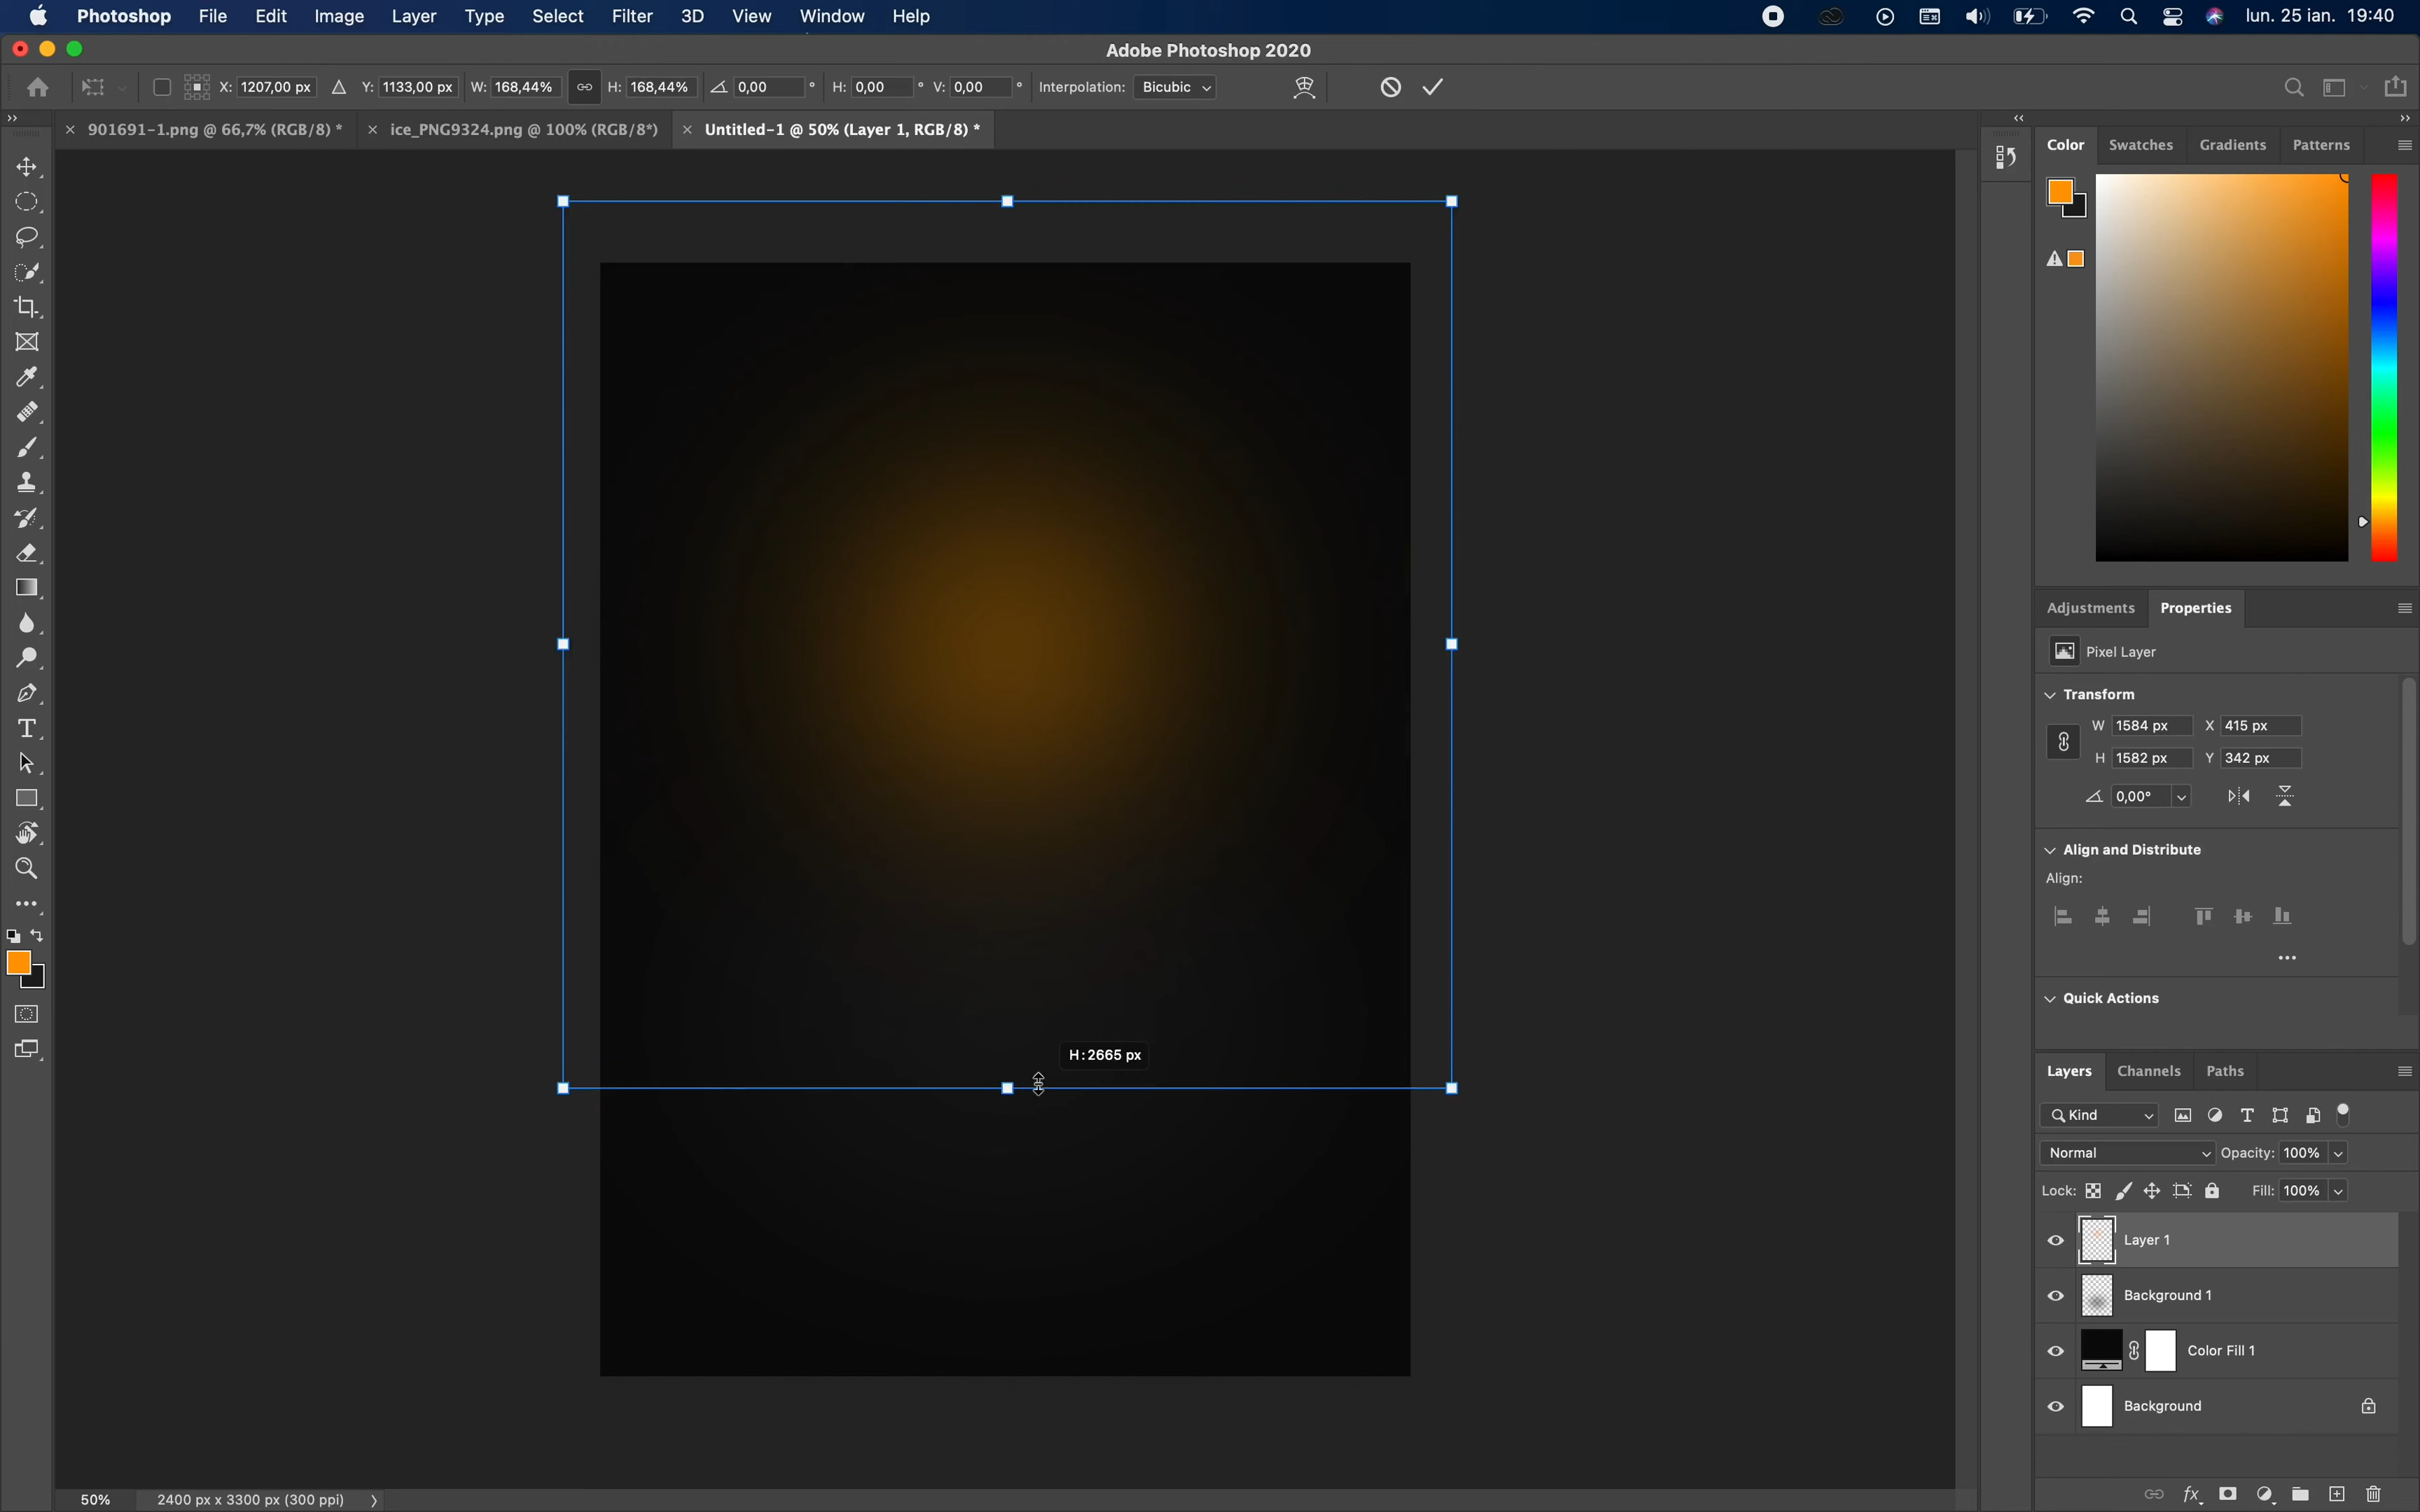 Photoshop File Edit Image Layer Type Select Filter 3D View Window Help lun. 25 ian. 19:40
Adobe Photoshop 2020
X: 1207,00 px Y: 1133,00 px W: 168,44% H: 168,44% 0,00 ° H: 0,00 ° V: 0,00 ° Interpolation: Bicubic
901691-1.png @ 66,7% (RGB/8) * ice_PNG9324.png @ 100% (RGB/8*) Untitled-1 @ 50% (Layer 1, RGB/8) *
Color Swatches Gradients Patterns
Adjustments Properties
Pixel Layer
Transform
W 1584 px X 415 px
H 1582 px Y 342 px
0,00°
Align and Distribute
Align:
Quick Actions
H: 2665 px
Layers Channels Paths
Kind
Normal Opacity: 100%
Lock: Fill: 100%
Layer 1
Background 1
Color Fill 1
Background
50% 2400 px x 3300 px (300 ppi)